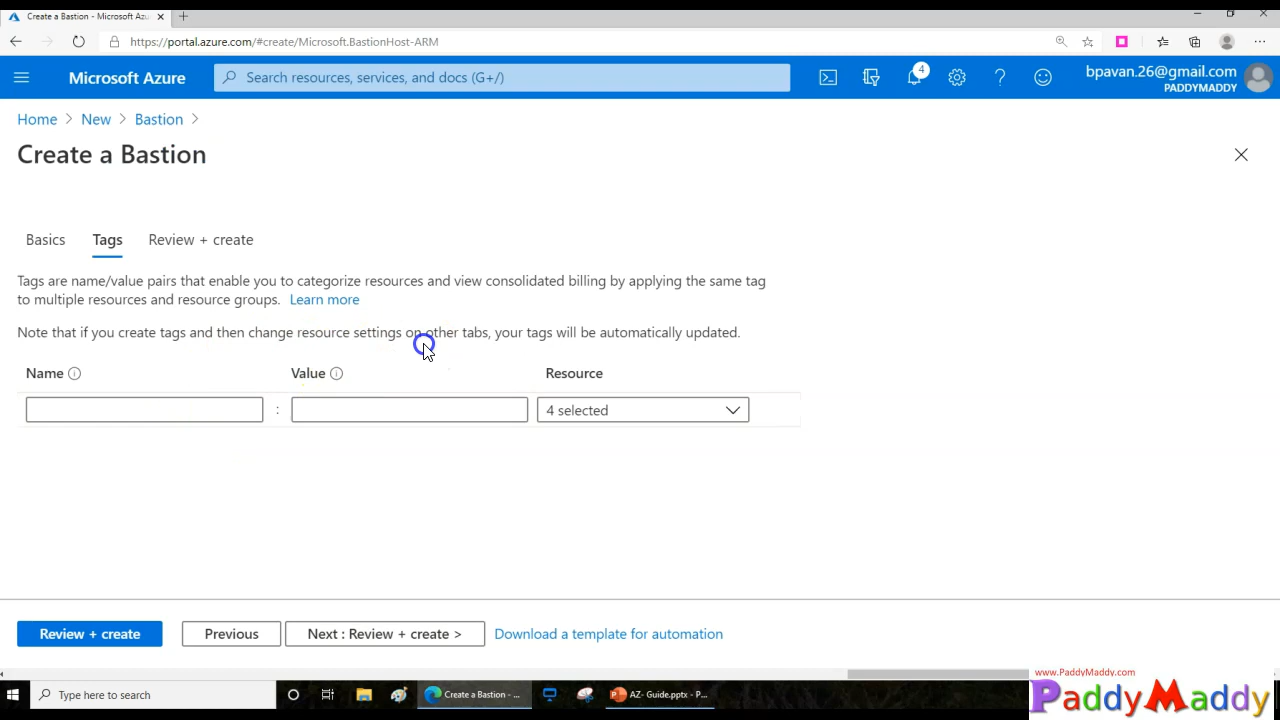 Create a Bastion - Microsoft Azu
https://portal.azure.com/#create/Microsoft.BastionHost-ARM
Microsoft Azure
Search resources, services, and docs (G+/)
4
bpavan.26@gmail.com
PADDYMADDY
Home > New > Bastion >
Create a Bastion
Basics Tags Review + create
Tags are name/value pairs that enable you to categorize resources and view consolidated billing by applying the same tag
to multiple resources and resource groups. Learn more
Note that if you create tags and then change resource settings on other tabs, your tags will be automatically updated.
Name Value Resource
: 4 selected
Review + create Previous Next : Review + create > Download a template for automation
www.PaddyMaddy.com
PaddyMaddy
Type here to search Create a Bastion - ... AZ- Guide.pptx - P...